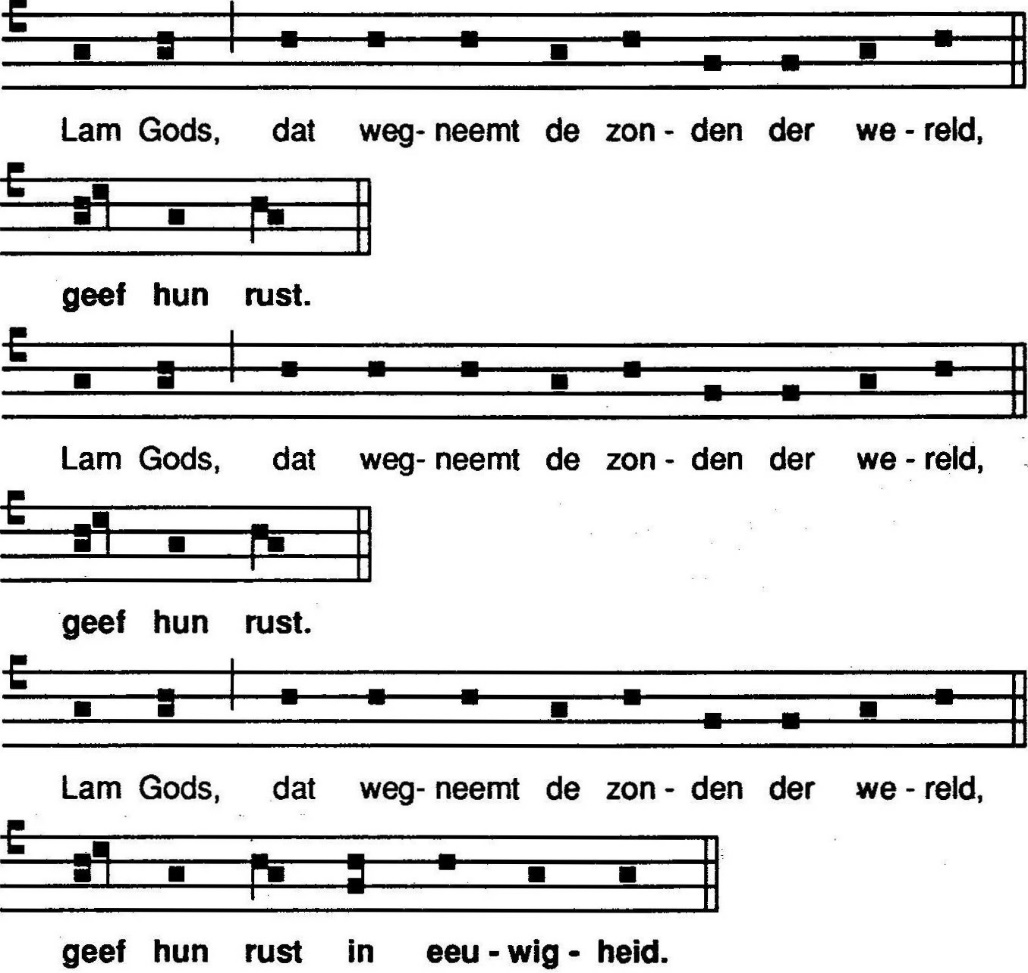 Lam Gods, dat weg- neemt de zon - den der we - reld,
geef hun rust.
Lam Gods, dat weg- neemt de zon - den der we - reld,
geef hun rust.
Lam Gods, dat weg- neemt de zon - den der we - reld,
geef hun rust in eeu - wig - heid.